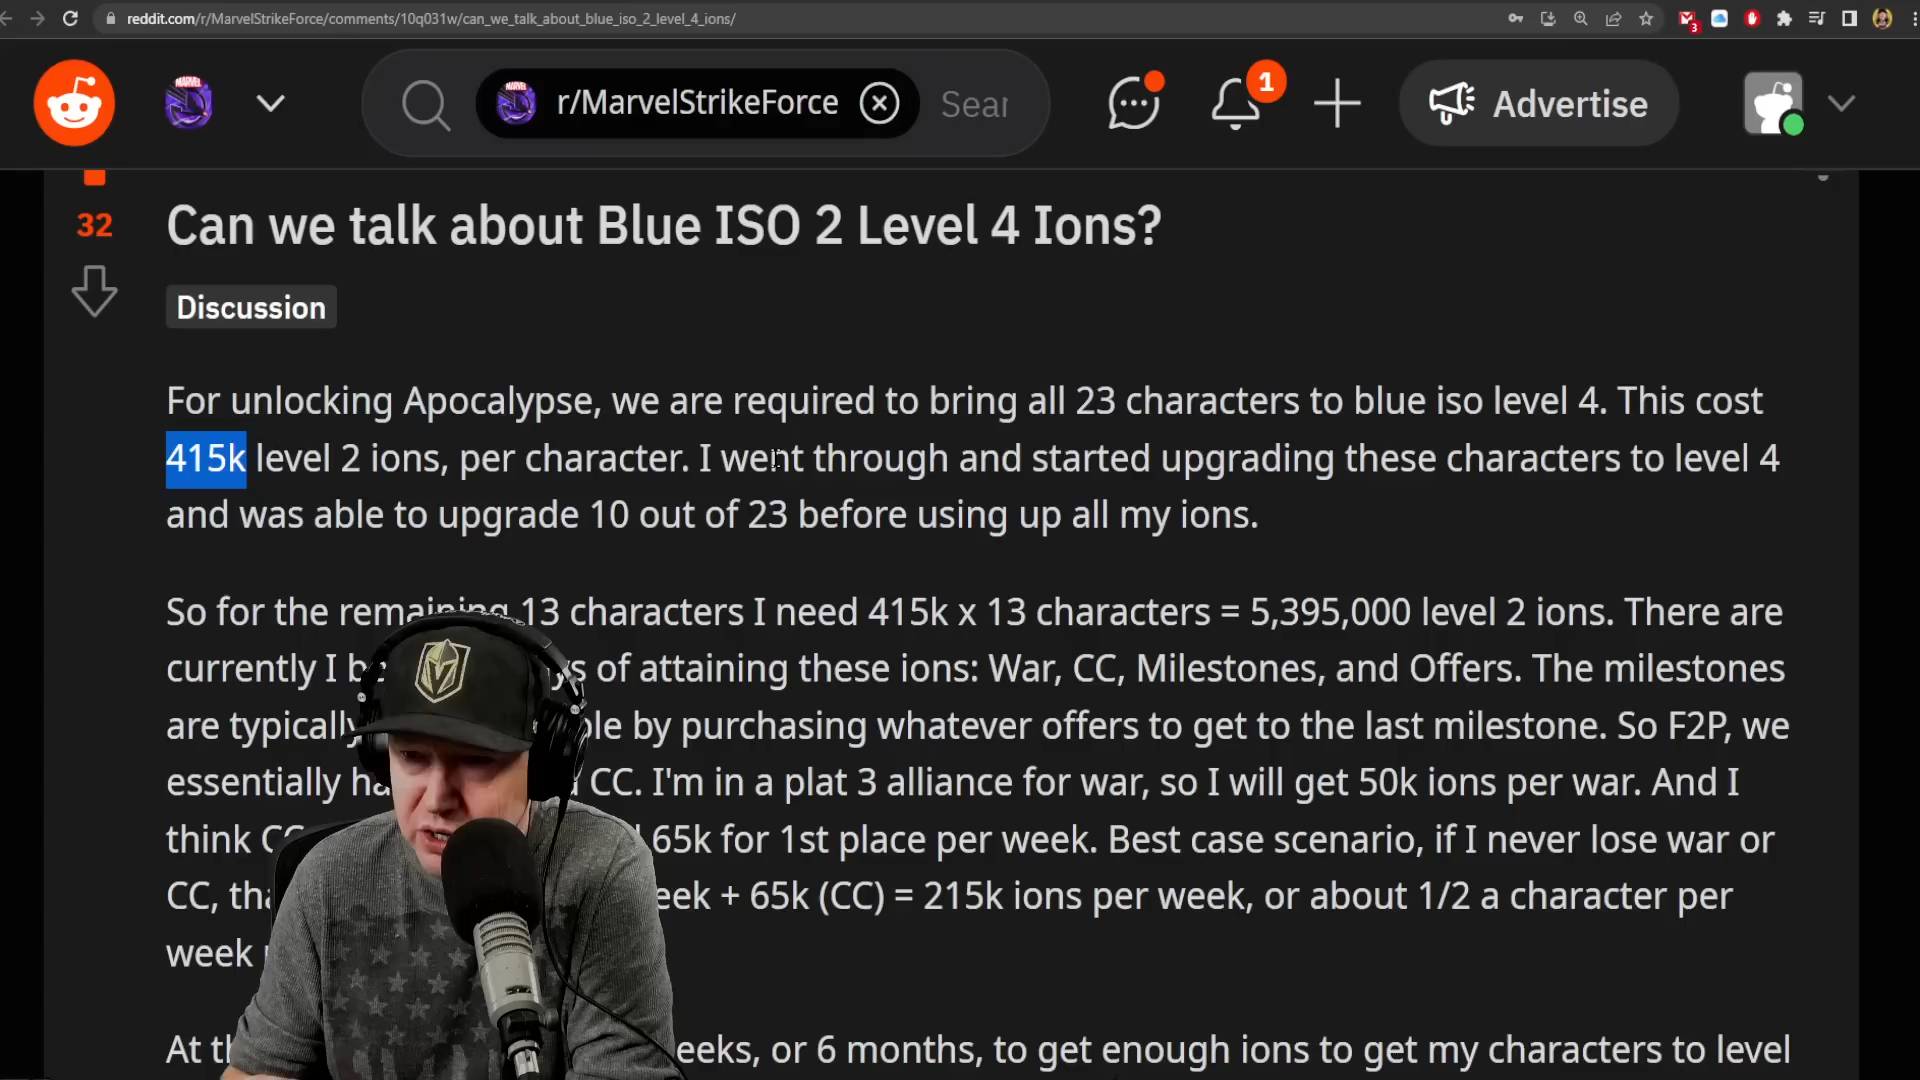 reddit.com/r/MarvelStrikeForce/comments/10q031w/can_we_talk_about_blue_iso_2_level_4_ions/
3
MARVEL
MARVEL
r/MarvelStrikeForce
Sear
1
Advertise
32
Can we talk about Blue ISO 2 Level 4 Ions?
Discussion
For unlocking Apocalypse, we are required to bring all 23 characters to blue iso level 4. This cost
415k level 2 ions, per character. I went through and started upgrading these characters to level 4
and was able to upgrade 10 out of 23 before using up all my ions.
So for the remaining 13 characters I need 415k x 13 characters = 5,395,000 level 2 ions. There are
currently I of attaining these ions: War, CC, Milestones, and Offers. The milestones
are typically by purchasing whatever offers to get to the last milestone. So F2P, we
essentially CC. I'm in a plat 3 alliance for war, so I will get 50k ions per war. And I
think 65k for 1st place per week. Best case scenario, if I never lose war or
CC, + 65k (CC) = 215k ions per week, or about 1/2 a character per
week
At or 6 months, to get enough ions to get my characters to level